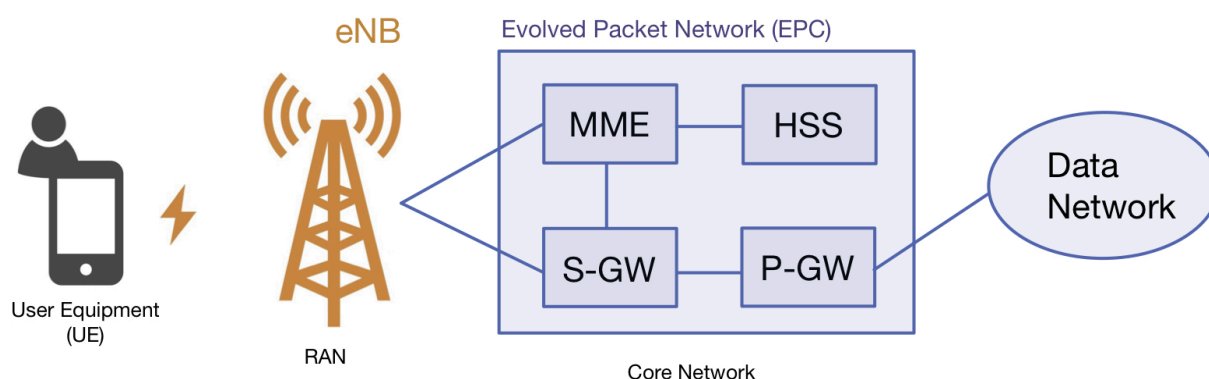 eNB
Evolved Packet Network (EPC)
MME
HSS
Data
Network
S-GW
P-GW
User Equipment
(UE)
RAN
Core Network